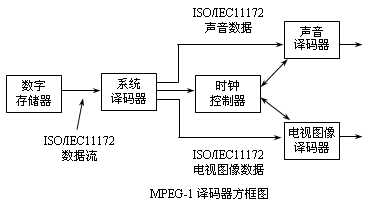 ISO/IEC11172
声音数据
声音
译码器
数字
存储器
系统
译码器
时钟
控制器
ISO/IEC11172
数据流
ISO/IEC11172
电视图像数据
电视图像
译码器
MPEG-1 译码器方框图